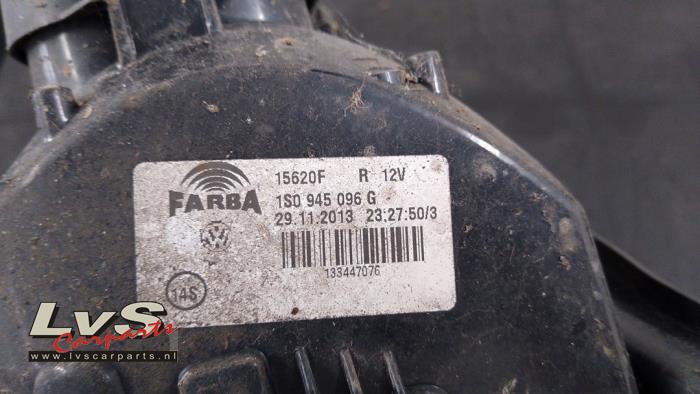 FARBA
15620F R 12V
1S0 945 096 G
29.11.2013 23:27:50/3
133447076
14S
LvS
Carparts
www.lvscarparts.nl